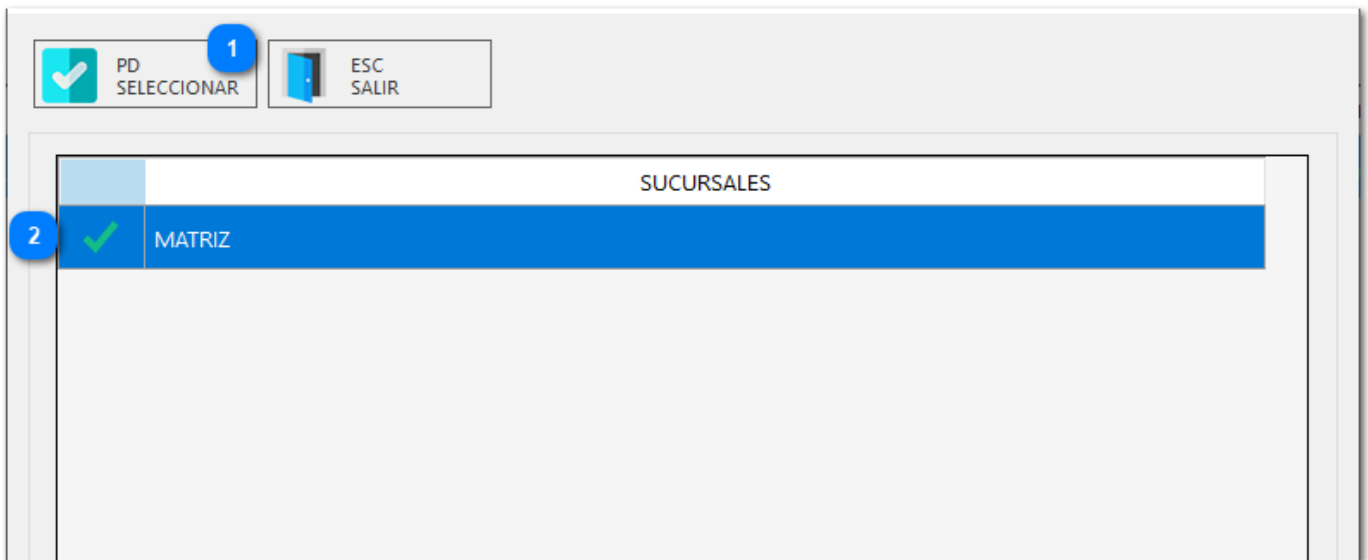 1
PD
SELECCIONAR
ESC
SALIR
SUCURSALES
2
MATRIZ